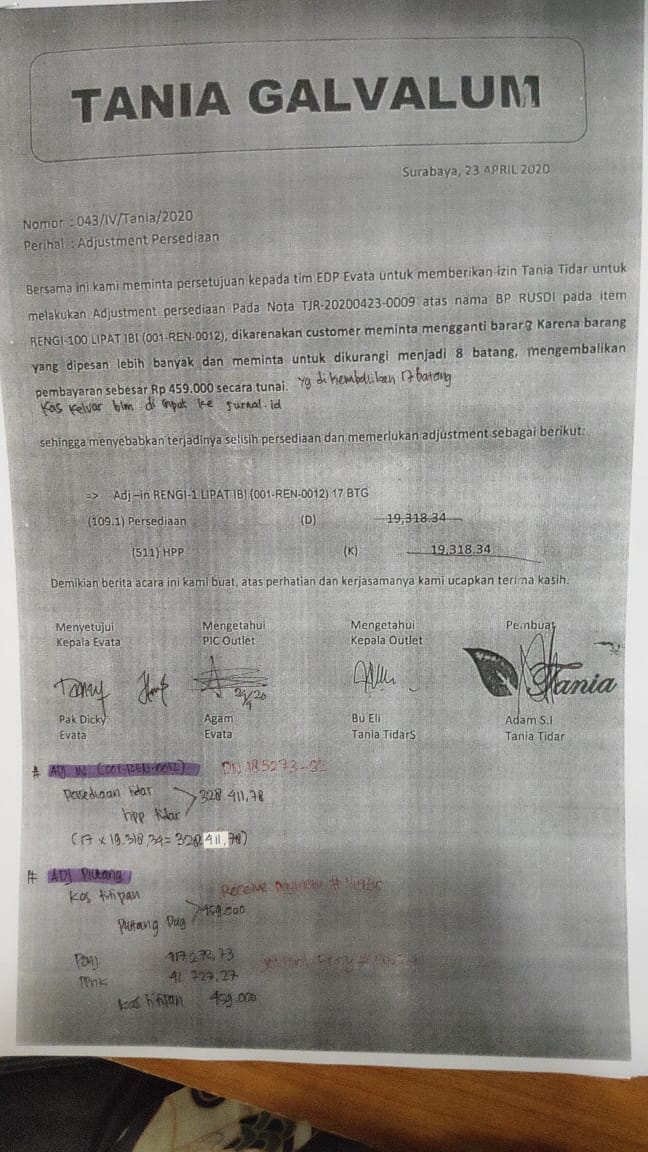 TANIA GALVALUM
Surabaya, 23 APRIL 2020
Nomor : 043/IV/Tania/2020
Perihal : Adjustment Persediaan
Bersama ini kami meminta persetujuan kepada tim EDP Evata untuk memberikan izin Tania Tidar untuk
melakukan Adjustment persediaan Pada Nota TJR-20200423-0009 atas nama BP RUSDI pada item
RENGI-100 LIPAT IBI (001-REN-0012), dikarenakan customer meminta mengganti barang Karena barang
yang dipesan lebih banyak dan meminta untuk dikurangi menjadi 8 batang, mengembalikan
pembayaran sebesar Rp 459.000 secara tunai. yg di kembalikan 17 batang
Kas keluar blm di input ke jurnal.id
sehingga menyebabkan terjadinya selisih persediaan dan memerlukan adjustment sebagai berikut:
=> Adj–in RENGI-1 LIPAT IBI (001-REN-0012) 17 BTG
(109.1) Persediaan (D) 19,318.34
(511) HPP (K) 19,318.34
Demikian berita acara ini kami buat, atas perhatian dan kerjasamanya kami ucapkan terima kasih.
Menyetujui Mengetahui Mengetahui Pembuat
Kepala Evata PIC Outlet Kepala Outlet
Tania
Pak Dicky Agam Bu Eli Adam S.I
Evata Evata Tania TidarS Tania Tidar
# ADJ IN (001-REN-0012)
Persediaan tidar
328.411,78
hpp tidar
(17 x 19.318,34 = 328.411,78)
# ADJ Piutang
Kas titipan
459.000
Piutang Dag
Penj 417.272,73
PPnK 41.727,27
kas titipan 459.000